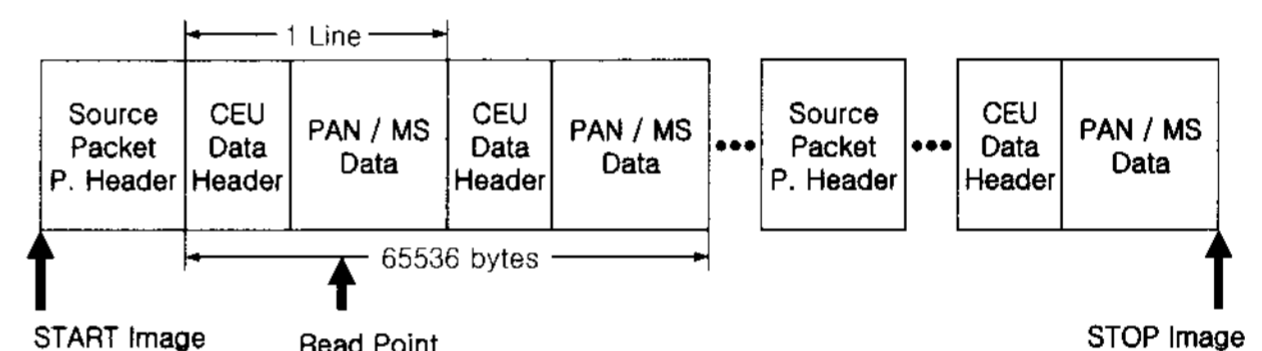 1 Line
Source
Packet
P. Header
CEU
Data
Header
PAN / MS
Data
CEU
Data
Header
PAN / MS
Data
•••
Source
Packet
P. Header
•••
CEU
Data
Header
PAN / MS
Data
65536 bytes
START Image
Read Point
STOP Image